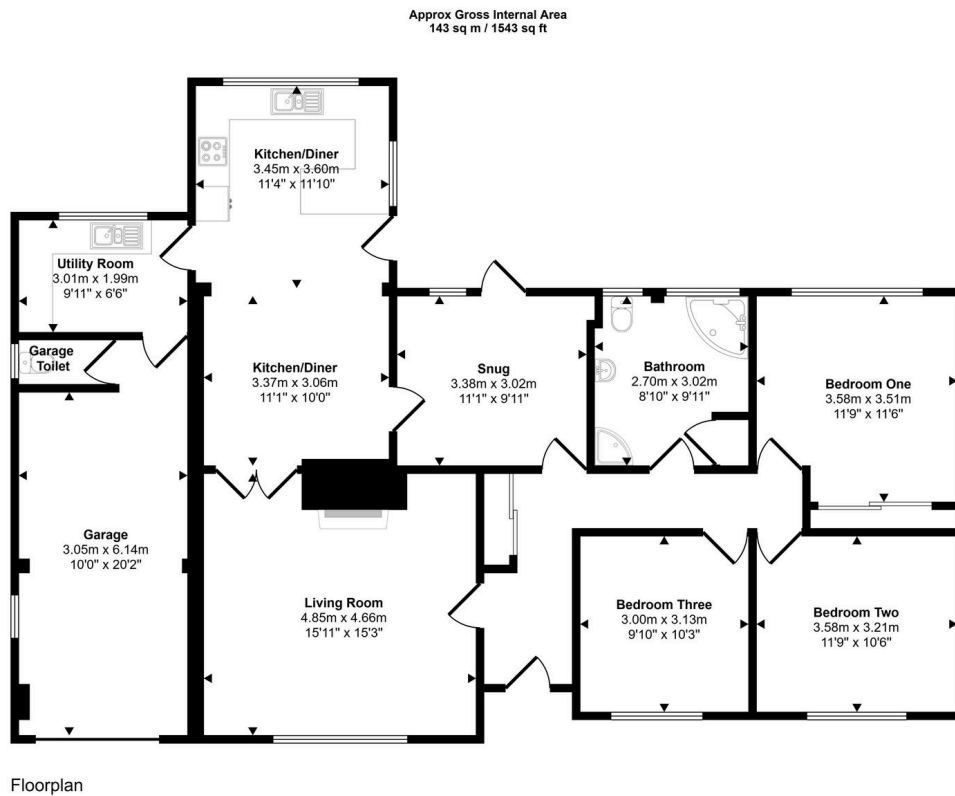 Approx Gross Internal Area
143 sq m / 1543 sq ft
Kitchen/Diner
3.45m x 3.60m
11'4" x 11'10"
Utility Room
3.01m x 1.99m
9'11" x 6'6"
Garage
Toilet
Kitchen/Diner
3.37m x 3.06m
11'1" x 10'0"
Snug
3.38m x 3.02m
11'1" x 9'11"
Bathroom
2.70m x 3.02m
8'10" x 9'11"
Bedroom One
3.58m x 3.51m
11'9" x 11'6"
Garage
3.05m x 6.14m
10'0" x 20'2"
Living Room
4.85m x 4.66m
15'11" x 15'3"
Bedroom Three
3.00m x 3.13m
9'10" x 10'3"
Bedroom Two
3.58m x 3.21m
11'9" x 10'6"
Floorplan